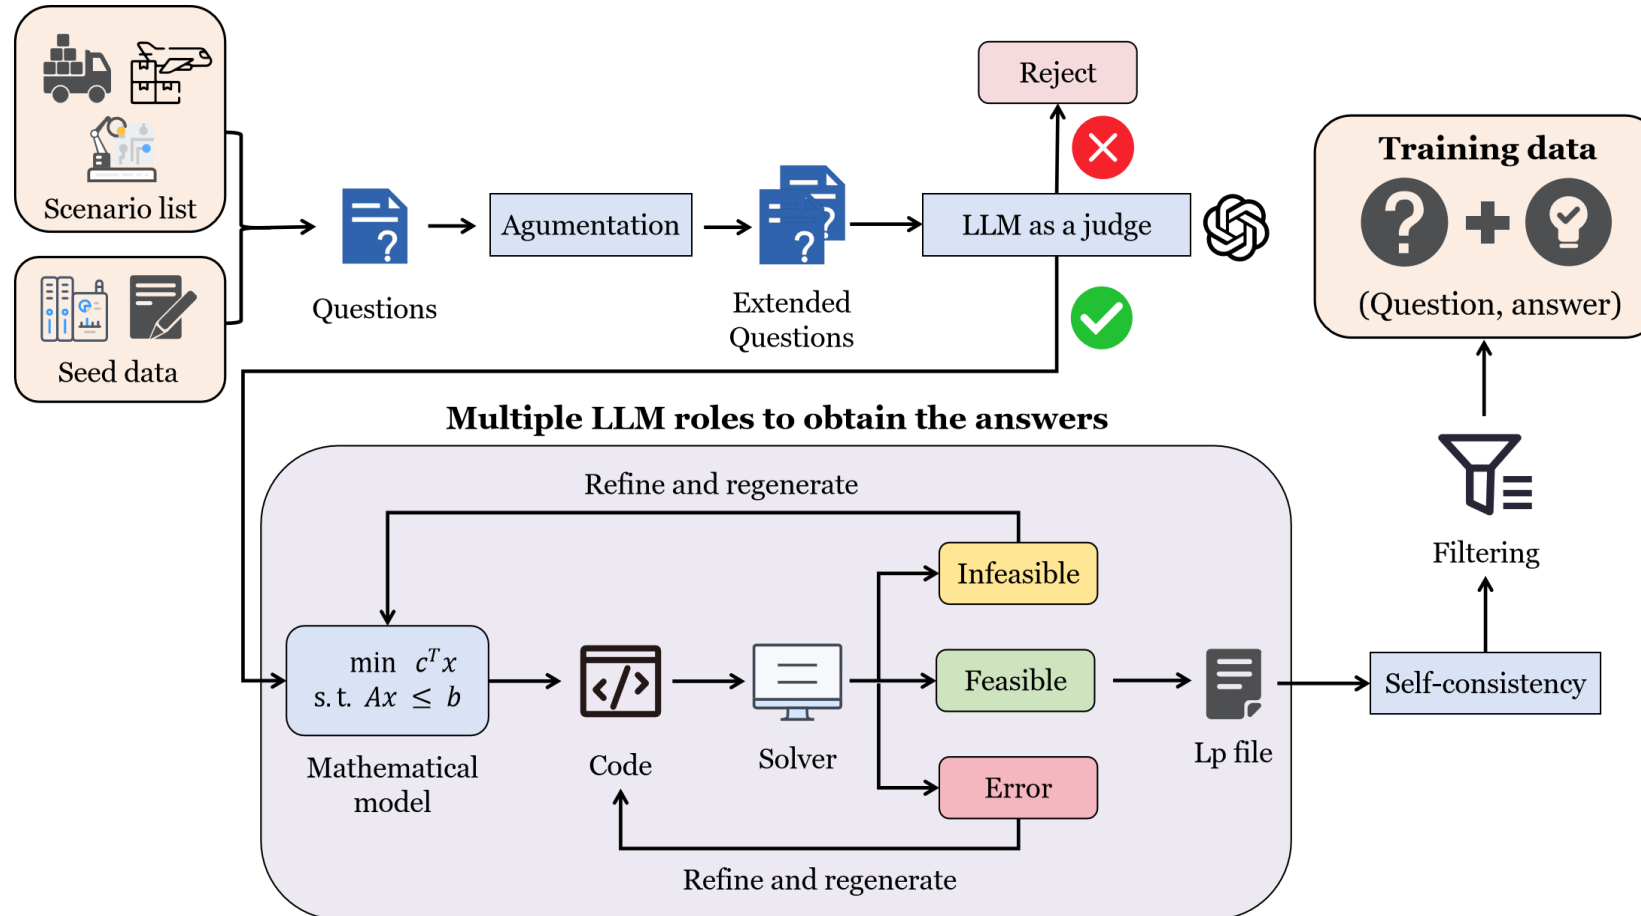 Scenario list
Seed data
Questions
Agumentation
Extended
Questions
LLM as a judge
Reject
Training data
(Question, answer)
Multiple LLM roles to obtain the answers
Refine and regenerate
min cᵀx
s.t. Ax ≤ b
Mathematical
model
Code
Solver
Infeasible
Feasible
Error
Refine and regenerate
Lp file
Self-consistency
Filtering